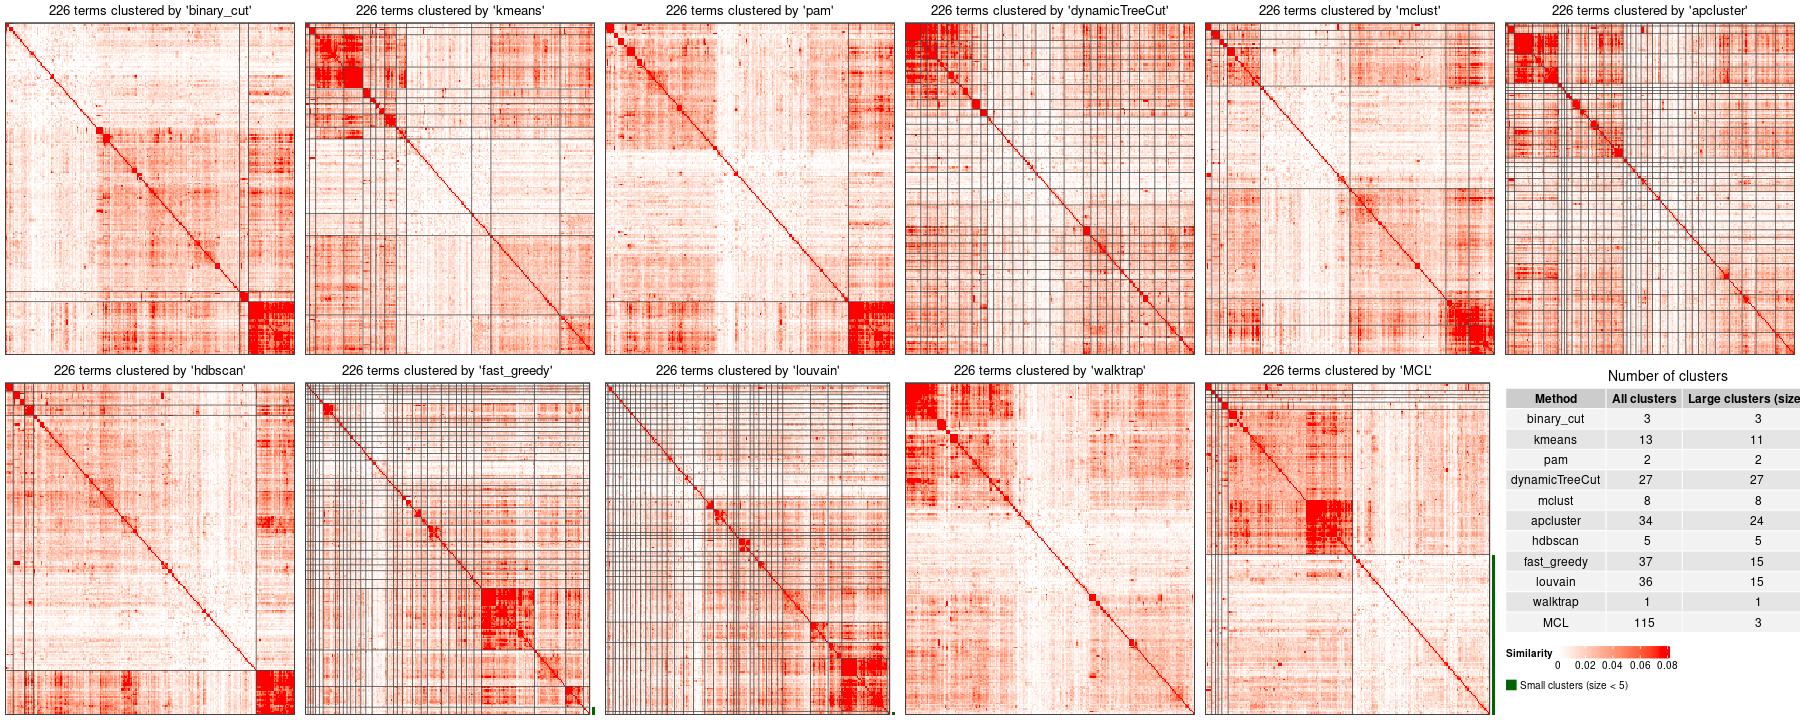 226 terms clustered by 'binary_cut'
226 terms clustered by 'kmeans'
226 terms clustered by 'pam'
226 terms clustered by 'dynamicTreeCut'
226 terms clustered by 'mclust'
226 terms clustered by 'apcluster'
226 terms clustered by 'hdbscan'
226 terms clustered by 'fast_greedy'
226 terms clustered by 'louvain'
226 terms clustered by 'walktrap'
226 terms clustered by 'MCL'
Number of clusters
Method All clusters Large clusters (size
binary_cut 3 3
kmeans 13 11
pam 2 2
dynamicTreeCut 27 27
mclust 8 8
apcluster 34 24
hdbscan 5 5
fast_greedy 37 15
louvain 36 15
walktrap 1 1
MCL 115 3
Similarity
0 0.02 0.04 0.06 0.08
Small clusters (size < 5)